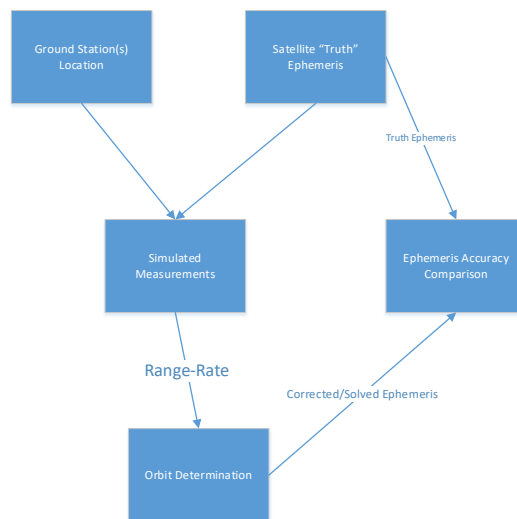 Ground Station(s)
Location
Satellite “Truth”
Ephemeris
Truth Ephemeris
Simulated
Measurements
Ephemeris Accuracy
Comparison
Range-Rate
Corrected/Solved Ephemeris
Orbit Determination